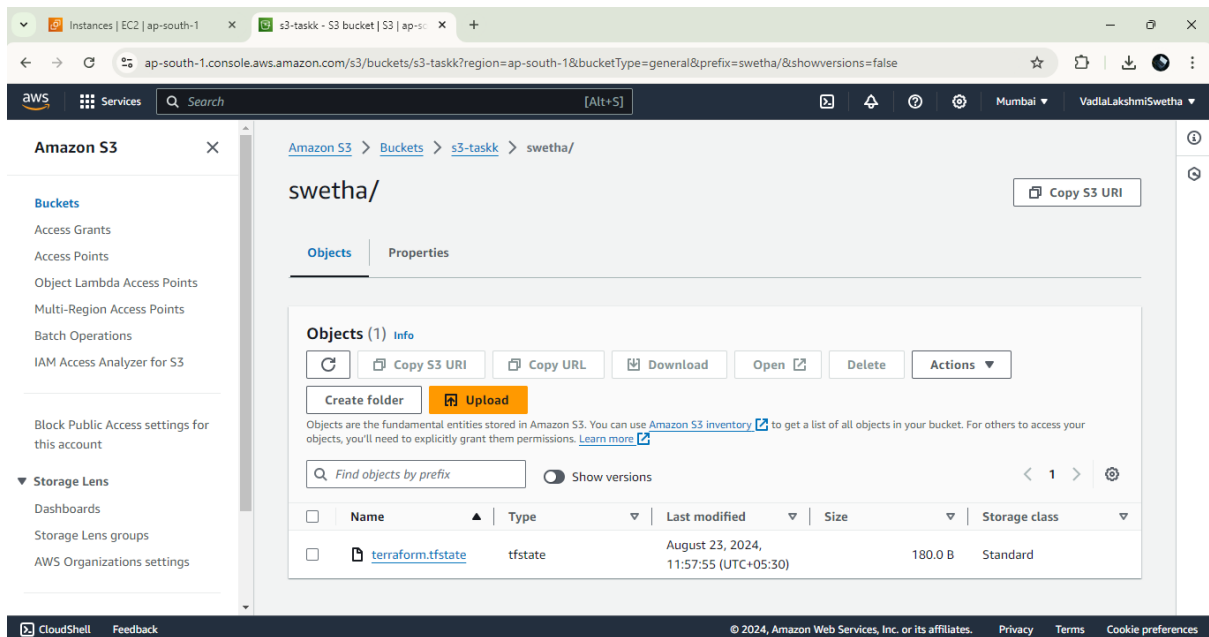 Instances | EC2 | ap-south-1
s3-taskk - S3 bucket | S3 | ap-so
ap-south-1.console.aws.amazon.com/s3/buckets/s3-taskk?region=ap-south-1&bucketType=general&prefix=swetha/&showversions=false
aws Services Search [Alt+S] Mumbai ▼ VadlaLakshmiSwetha ▼
Amazon S3
Buckets
Access Grants
Access Points
Object Lambda Access Points
Multi-Region Access Points
Batch Operations
IAM Access Analyzer for S3
Block Public Access settings for
this account
▼ Storage Lens
Dashboards
Storage Lens groups
AWS Organizations settings
Amazon S3 > Buckets > s3-taskk > swetha/
swetha/
Copy S3 URI
Objects Properties
Objects (1) Info
Copy S3 URI Copy URL Download Open Delete Actions ▼
Create folder Upload
Objects are the fundamental entities stored in Amazon S3. You can use Amazon S3 inventory to get a list of all objects in your bucket. For others to access your
objects, you'll need to explicitly grant them permissions. Learn more
Find objects by prefix Show versions < 1 >
Name Type Last modified Size Storage class
terraform.tfstate tfstate August 23, 2024, 180.0 B Standard
11:57:55 (UTC+05:30)
CloudShell Feedback © 2024, Amazon Web Services, Inc. or its affiliates. Privacy Terms Cookie preferences